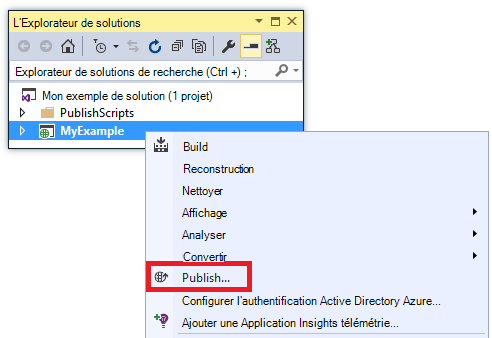 L'Explorateur de solutions
Explorateur de solutions de recherche (Ctrl +) ;
Mon exemple de solution (1 projet)
PublishScripts
MyExample
Build
Reconstruction
Nettoyer
Affichage
Analyser
Convertir
Publish...
Configurer l'authentification Active Directory Azure...
Ajouter une Application Insights télémétrie...